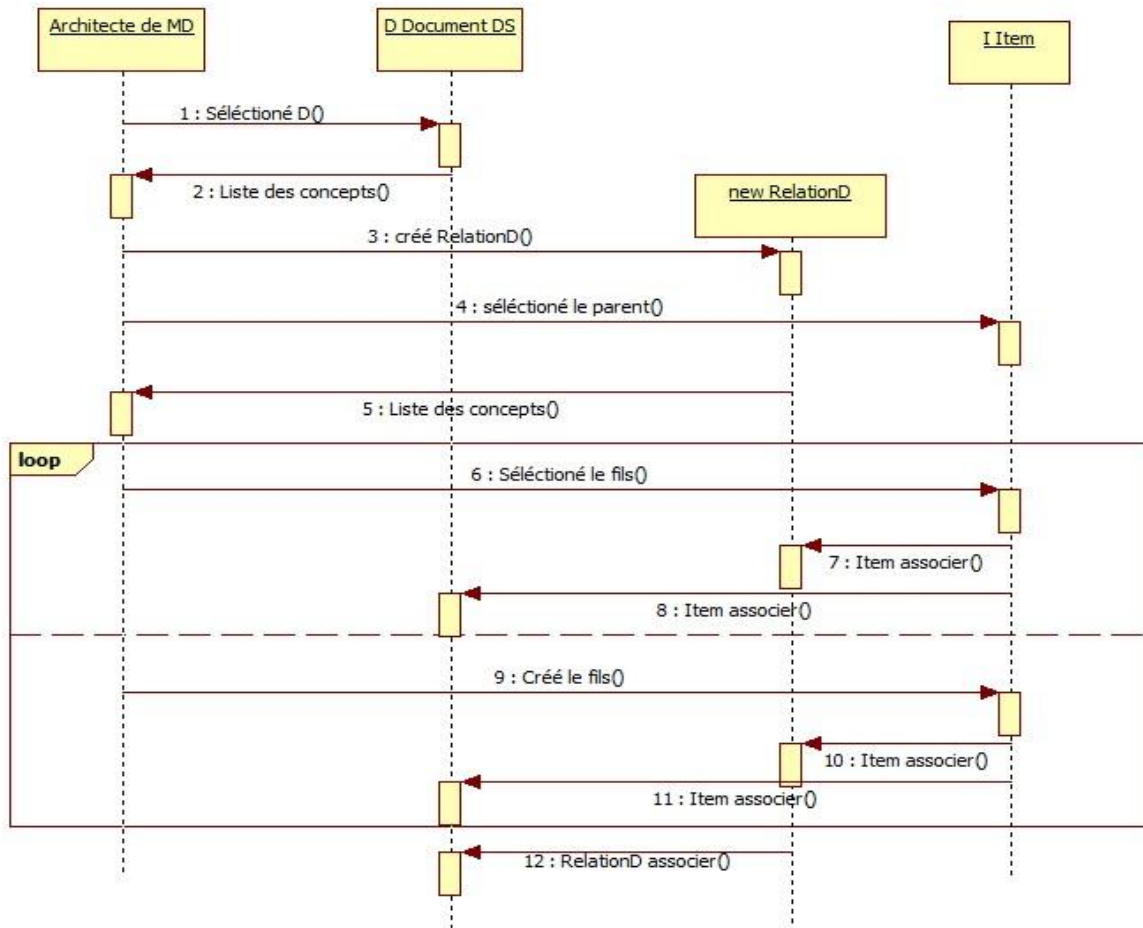 Architecte de MD
D Document DS
I Item
1 : Séléctioné D()
2 : Liste des concepts()
new RelationD
3 : créé RelationD()
4 : séléctioné le parent()
5 : Liste des concepts()
loop
6 : Séléctioné le fils()
7 : Item associer()
8 : Item associer()
9 : Créé le fils()
10 : Item associer()
11 : Item associer()
12 : RelationD associer()